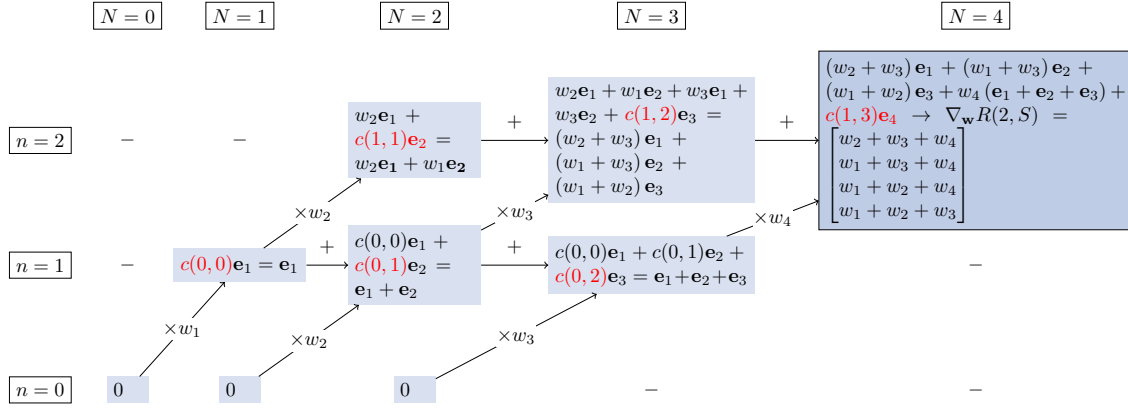 N = 0 N = 1 N = 2 N = 3 N = 4
n = 2
–
–
w₂𝐞₁ +
c(1, 1)𝐞₂ =
w₂𝐞₁ + w₁𝐞₂
+
w₂𝐞₁ + w₁𝐞₂ + w₃𝐞₁ +
w₃𝐞₂ + c(1, 2)𝐞₃ =
(w₂ + w₃) 𝐞₁ +
(w₁ + w₃) 𝐞₂ +
(w₁ + w₂) 𝐞₃
+
(w₂ + w₃) 𝐞₁ + (w₁ + w₃) 𝐞₂ +
(w₁ + w₂) 𝐞₃ + w₄ (𝐞₁ + 𝐞₂ + 𝐞₃) +
c(1, 3)𝐞₄ → ∇𝐰R(2, S) =
[w₂ + w₃ + w₄
w₁ + w₃ + w₄
w₁ + w₂ + w₄
w₁ + w₂ + w₃]
×w₂
×w₃
×w₄
n = 1
–
c(0, 0)𝐞₁ = 𝐞₁
+
c(0, 0)𝐞₁ +
c(0, 1)𝐞₂ =
𝐞₁ + 𝐞₂
+
c(0, 0)𝐞₁ + c(0, 1)𝐞₂ +
c(0, 2)𝐞₃ = 𝐞₁+𝐞₂+𝐞₃
–
×w₁
×w₂
×w₃
n = 0
0
0
0
–
–